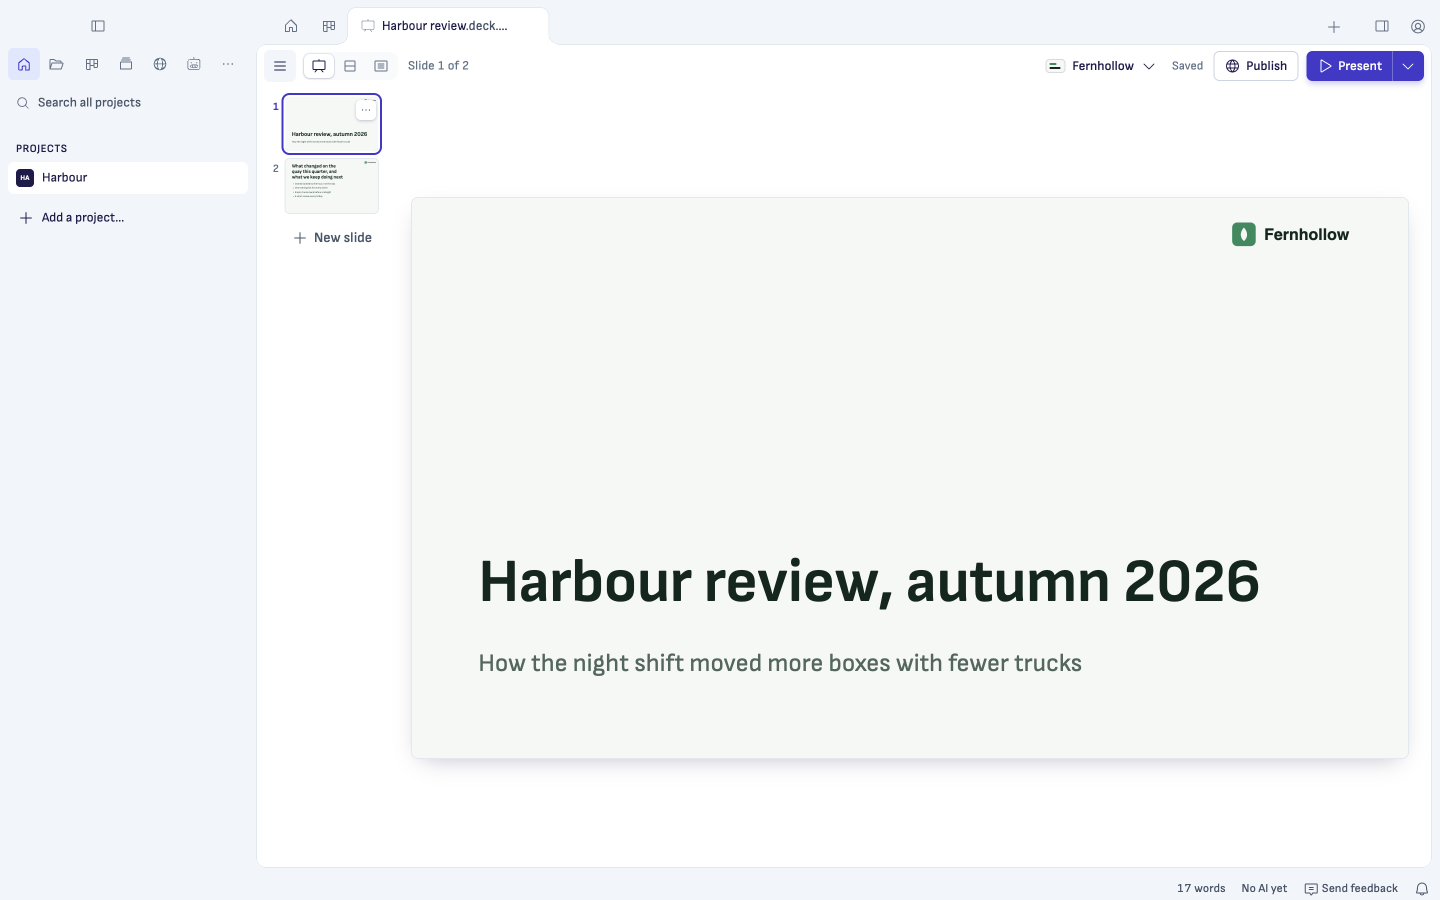 Harbour review.deck....
Slide 1 of 2
Fernhollow
Saved
Publish
Present
Search all projects
PROJECTS
HA
Harbour
Add a project...
1
Harbour review, autumn 2026
2
What changed on the
quay this quarter, and
what we keep doing next
New slide
Fernhollow
Harbour review, autumn 2026
How the night shift moved more boxes with fewer trucks
17 words
No AI yet
Send feedback